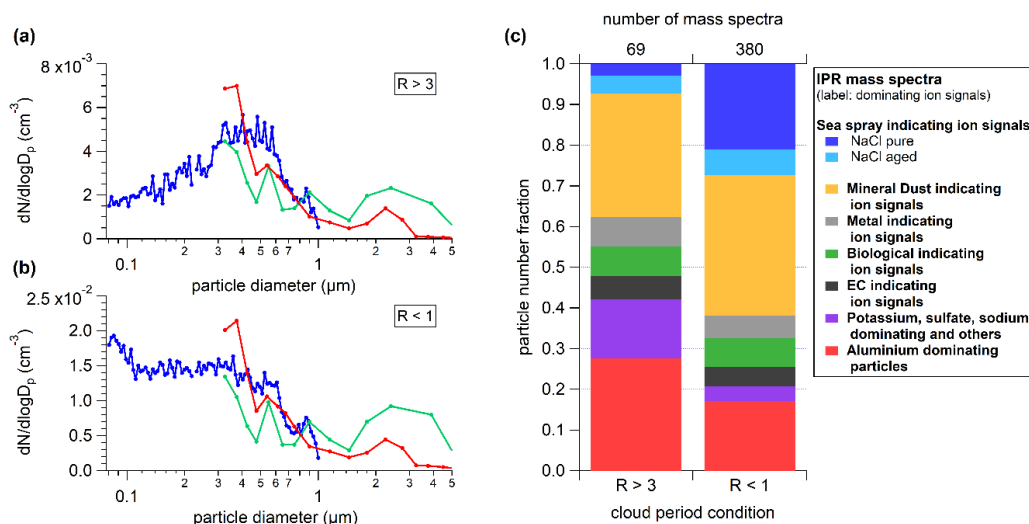 (a)
8 x10⁻³
6
4
2
0
dN/dlogDₚ (cm⁻³)
R > 3
0.1
2
3
4
5
6
7
1
2
3
4
5
particle diameter (µm)
(b)
2.5 x10⁻²
2.0
1.5
1.0
0.5
0.0
dN/dlogDₚ (cm⁻³)
R < 1
0.1
2
3
4
5
6
7
1
2
3
4
5
particle diameter (µm)
(c)
number of mass spectra
69
380
1.0
0.9
0.8
0.7
0.6
0.5
0.4
0.3
0.2
0.1
0.0
particle number fraction
R > 3
R < 1
cloud period condition
IPR mass spectra
(label: dominating ion signals)
Sea spray indicating ion signals
NaCl pure
NaCl aged
Mineral Dust indicating
ion signals
Metal indicating
ion signals
Biological indicating
ion signals
EC indicating
ion signals
Potassium, sulfate, sodium
dominating and others
Aluminium dominating
particles